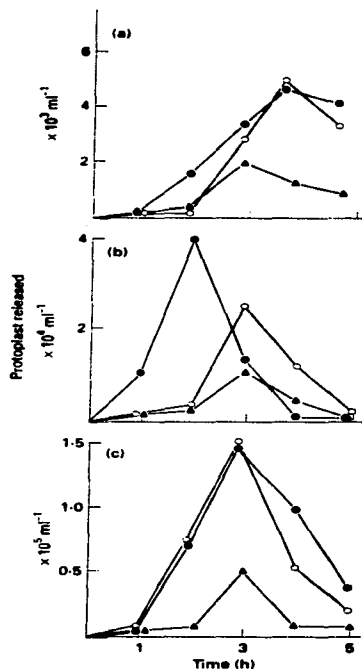 (a)
6
4
2
× 10³ ml⁻¹
(b)
4
2
Protoplast released
× 10⁴ ml⁻¹
(c)
1·5
1·0
0·5
× 10⁵ ml⁻¹
1
3
5
Time (h)